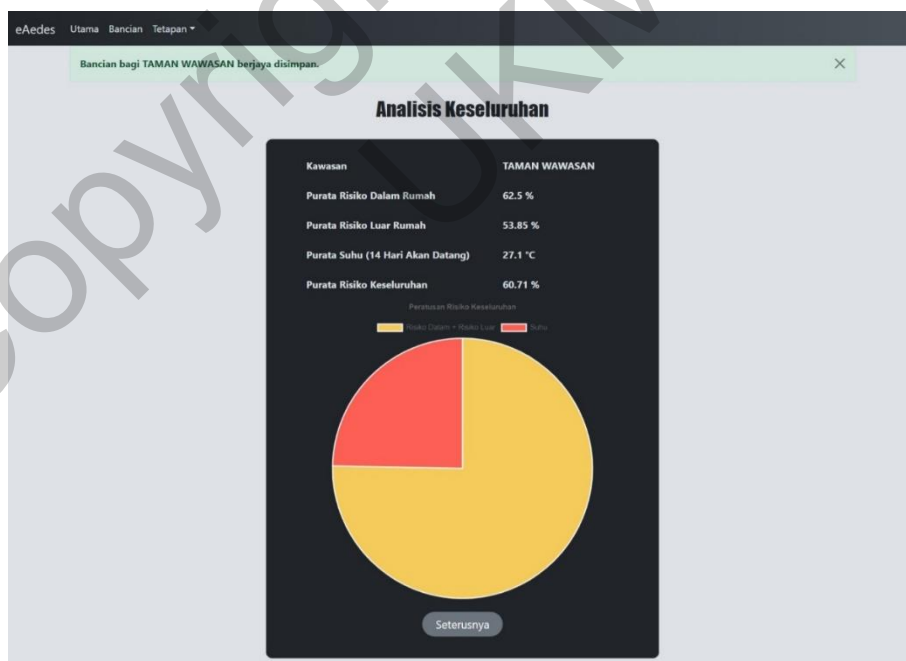 eAedes Utama Bancian Tetapan
Bancian bagi TAMAN WAWASAN berjaya disimpan.
Analisis Keseluruhan
Kawasan TAMAN WAWASAN
Purata Risiko Dalam Rumah 62.5 %
Purata Risiko Luar Rumah 53.85 %
Purata Suhu (14 Hari Akan Datang) 27.1 °C
Purata Risiko Keseluruhan 60.71 %
Peratusan Risiko Keseluruhan
Risiko Dalam + Risiko Luar Suhu
Seterusnya
Copyright
UKM